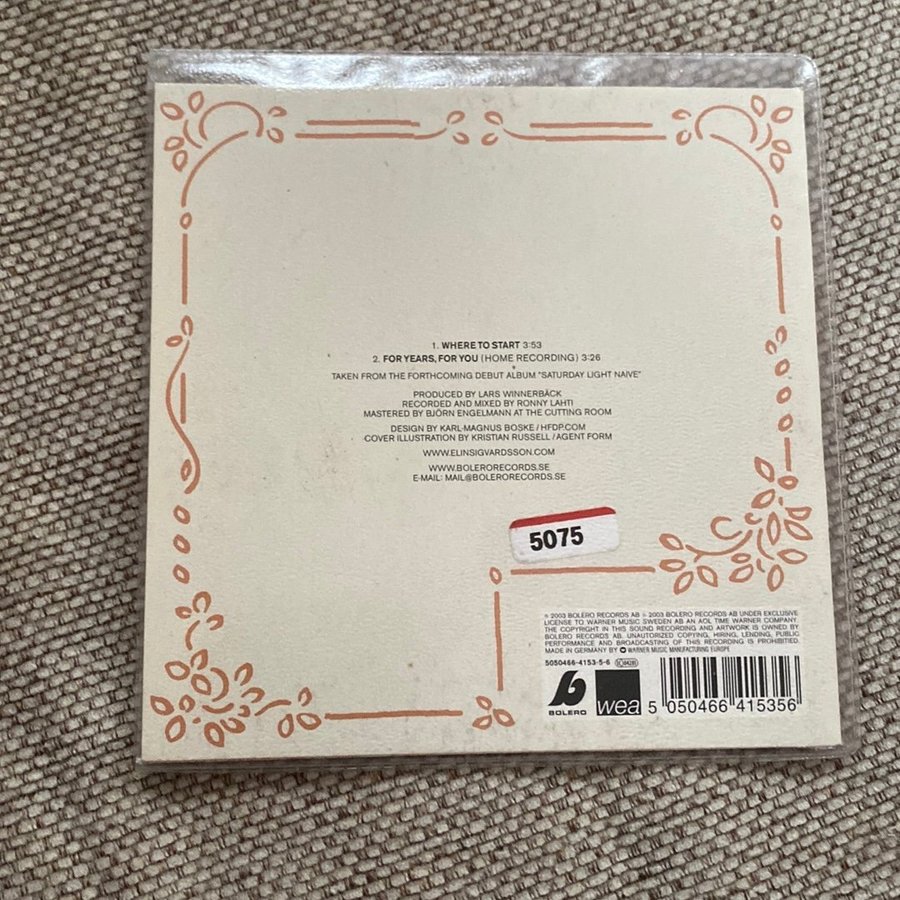 1. WHERE TO START 3:53
2. FOR YEARS, FOR YOU (HOME RECORDING) 3:26
TAKEN FROM THE FORTHCOMING DEBUT ALBUM "SATURDAY LIGHT NAIVE"
PRODUCED BY LARS WINNERBÄCK
RECORDED AND MIXED BY RONNY LAHTI
MASTERED BY BJÖRN ENGELMANN AT THE CUTTING ROOM
DESIGN BY KARL-MAGNUS BOSKE / HFDP.COM
COVER ILLUSTRATION BY KRISTIAN RUSSELL / AGENT FORM
WWW.ELINSIGVARDSSON.COM
WWW.BOLERORECORDS.SE
E-MAIL: MAIL@BOLERORECORDS.SE
5075
℗ 2003 BOLERO RECORDS AB © 2003 BOLERO RECORDS AB UNDER EXCLUSIVE
LICENSE TO WARNER MUSIC SWEDEN AB AN AOL TIME WARNER COMPANY.
THE COPYRIGHT IN THIS SOUND RECORDING AND ARTWORK IS OWNED BY
BOLERO RECORDS AB. UNAUTORIZED COPYING, HIRING, LENDING, PUBLIC
PERFORMANCE AND BROADCASTING OF THIS RECORDING IS PROHIBITED.
MADE IN GERMANY BY WARNER MUSIC MANUFACTURING EUROPE
5050466-4153-5-6
BOLERO
wea
5 050466 415356